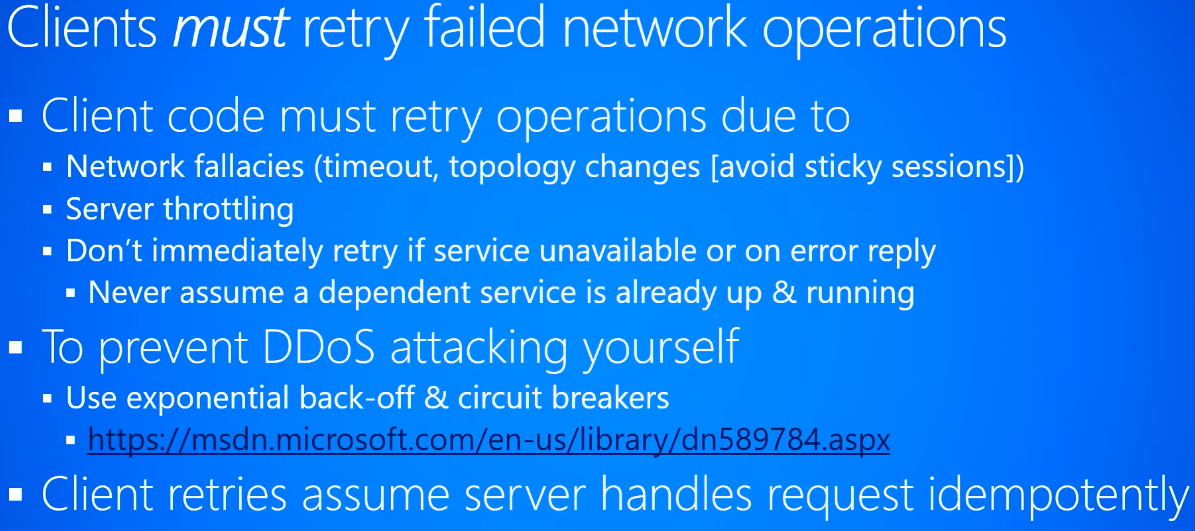 Clients must retry failed network operations
▪ Client code must retry operations due to
▪ Network fallacies (timeout, topology changes [avoid sticky sessions])
▪ Server throttling
▪ Don't immediately retry if service unavailable or on error reply
▪ Never assume a dependent service is already up & running
▪ To prevent DDoS attacking yourself
▪ Use exponential back-off & circuit breakers
▪ https://msdn.microsoft.com/en-us/library/dn589784.aspx
▪ Client retries assume server handles request idempotently